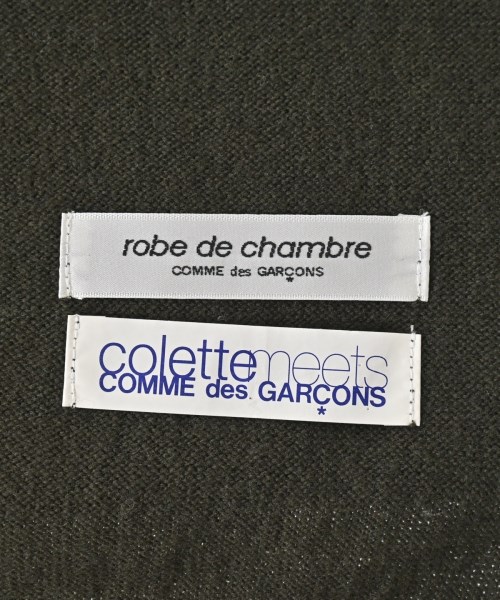 robe de chambre
COMME des GARÇONS
colettemeets
COMME des GARÇONS
*